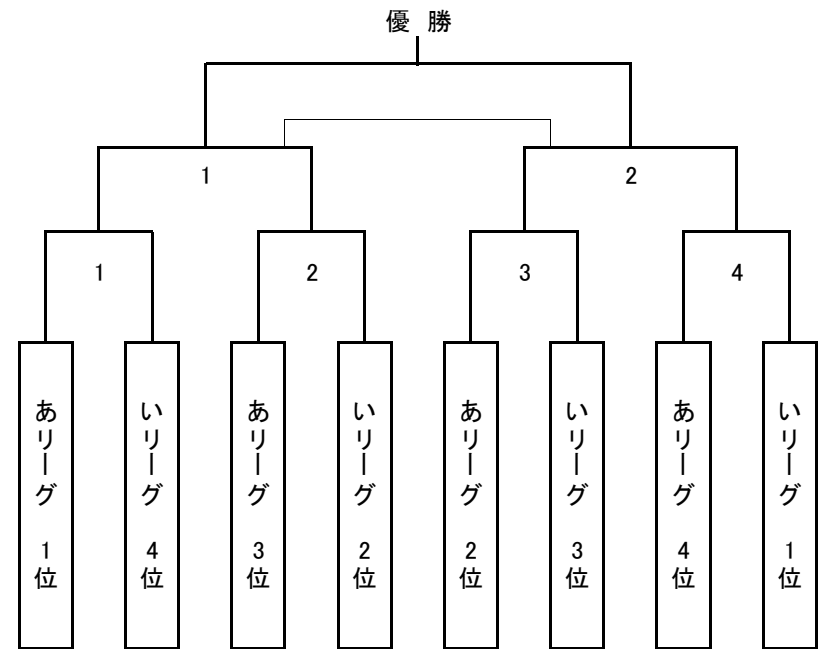 優 勝
1
2
1
2
3
4
あリーグ 1位
いリーグ 4位
あリーグ 3位
いリーグ 2位
あリーグ 2位
いリーグ 3位
あリーグ 4位
いリーグ 1位